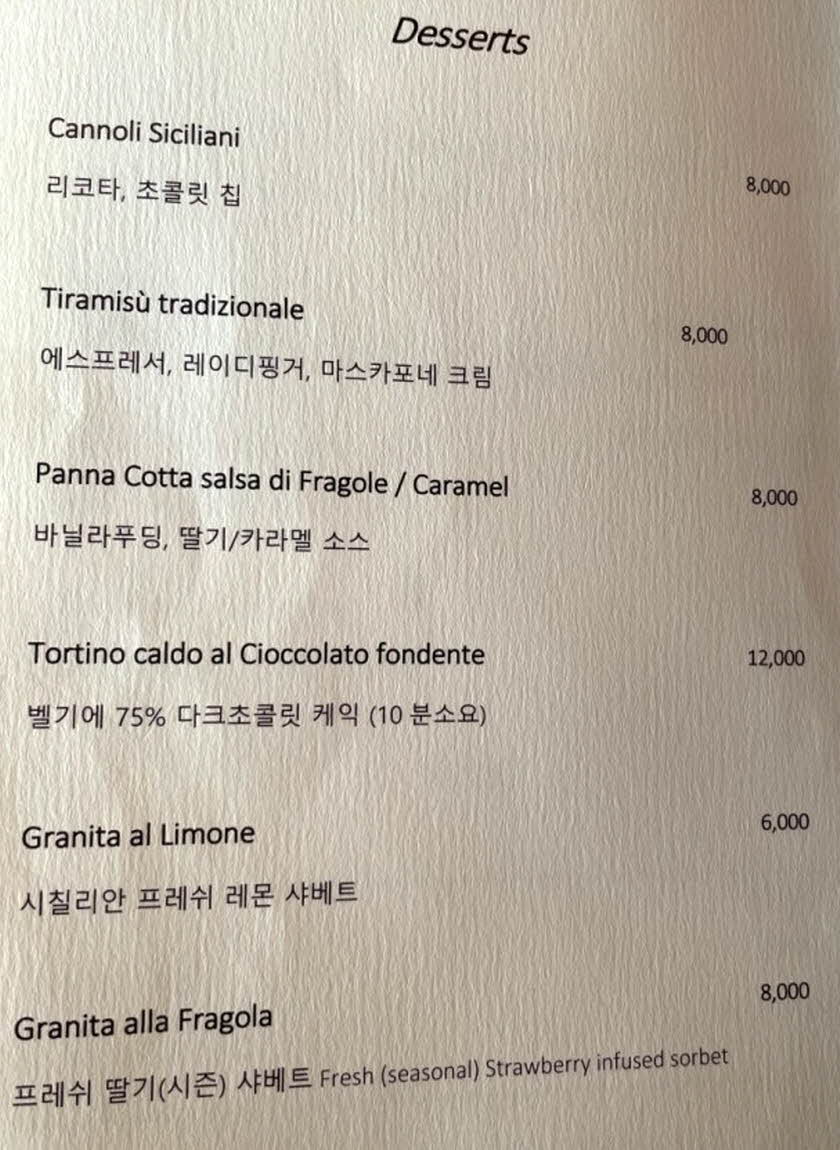 Desserts
Cannoli Siciliani
리코타, 초콜릿 칩 8,000
Tiramisù tradizionale
8,000
에스프레서, 레이디핑거, 마스카포네 크림
Panna Cotta salsa di Fragole / Caramel
8,000
바닐라푸딩, 딸기/카라멜 소스
Tortino caldo al Cioccolato fondente 12,000
벨기에 75% 다크초콜릿 케익 (10 분소요)
Granita al Limone 6,000
시칠리안 프레쉬 레몬 샤베트
Granita alla Fragola 8,000
프레쉬 딸기(시즌) 샤베트 Fresh (seasonal) Strawberry infused sorbet